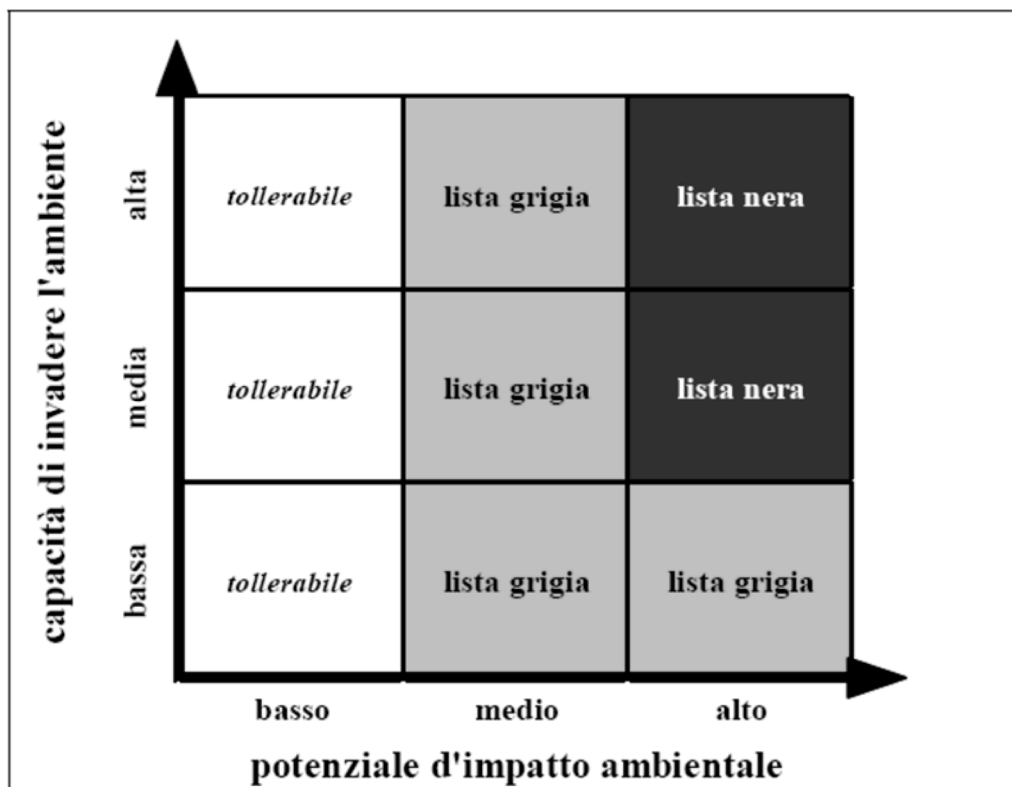 capacità di invadere l'ambiente
alta
tollerabile
lista grigia
lista nera
media
tollerabile
lista grigia
lista nera
bassa
tollerabile
lista grigia
lista grigia
basso
medio
alto
potenziale d'impatto ambientale